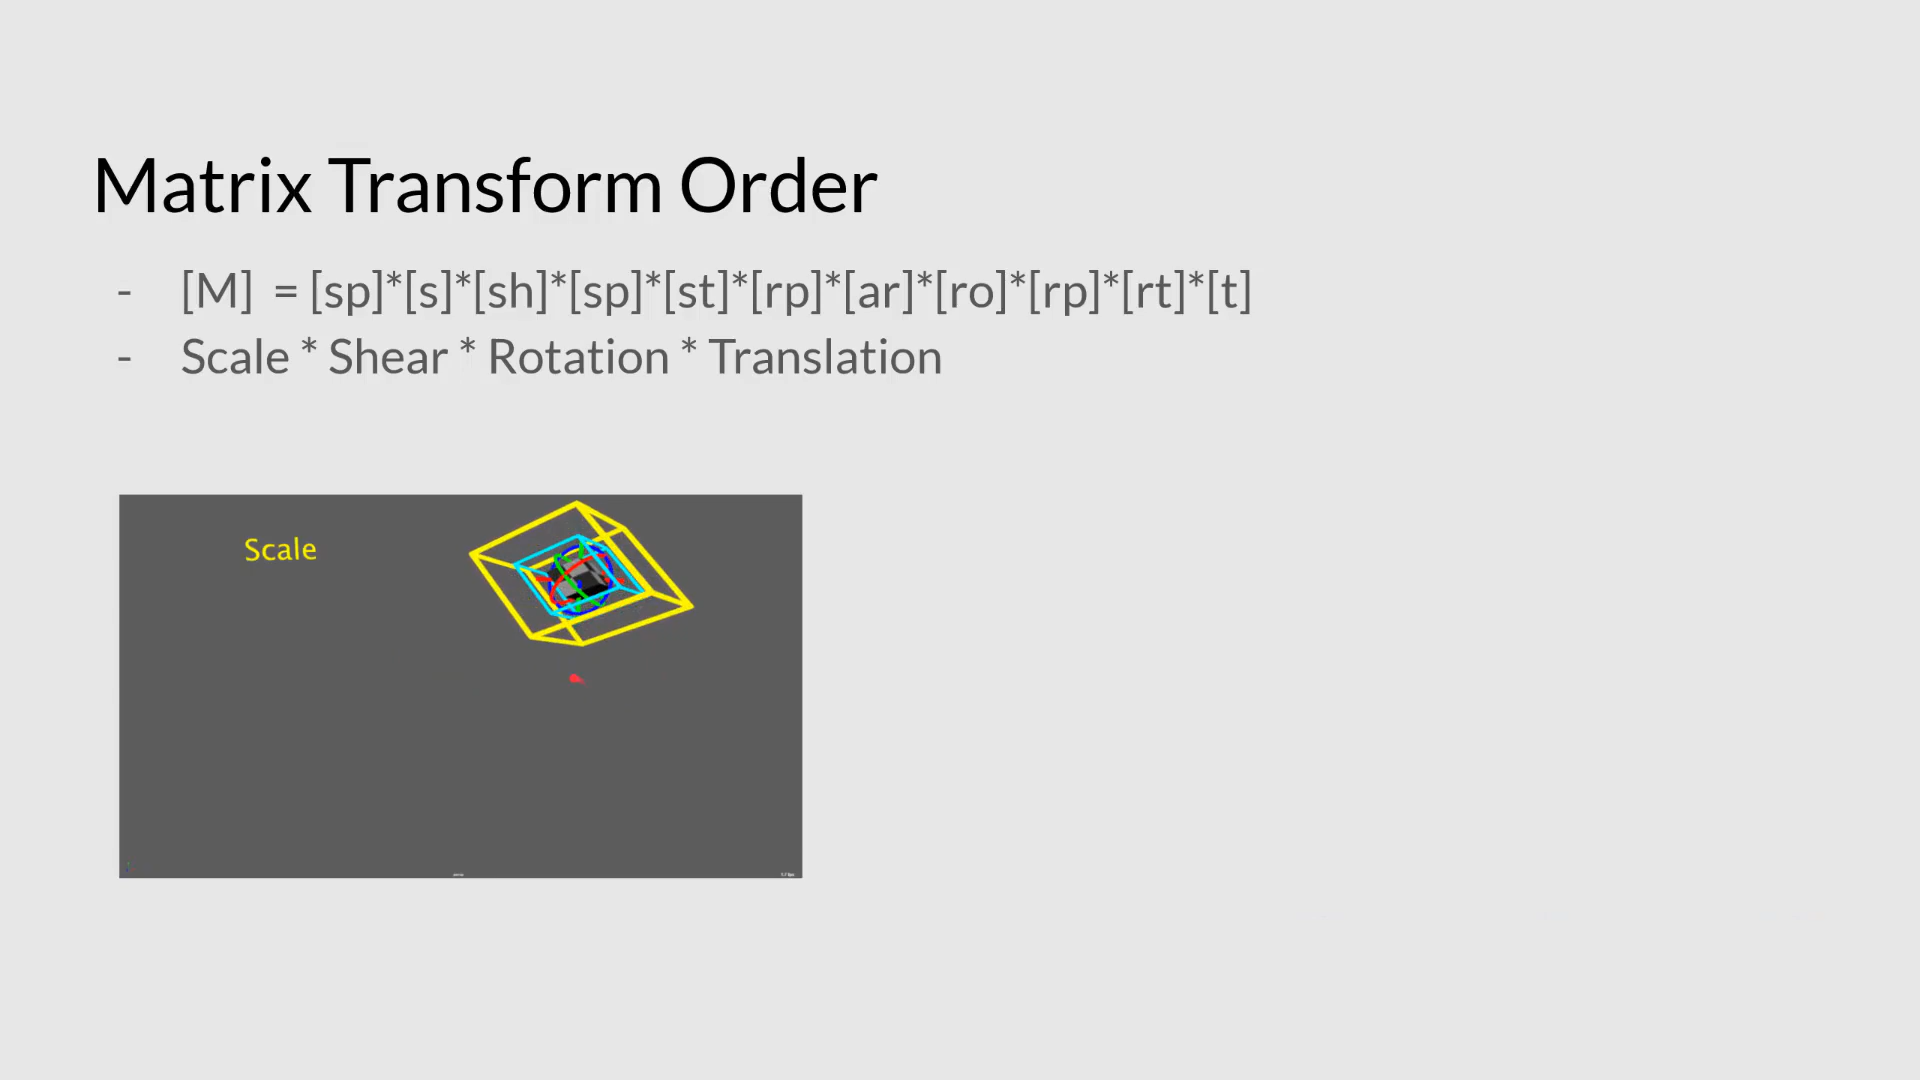 Matrix Transform Order
- [M] = [sp]*[s]*[sh]*[sp]*[st]*[rp]*[ar]*[ro]*[rp]*[rt]*[t]
- Scale * Shear * Rotation * Translation
Scale